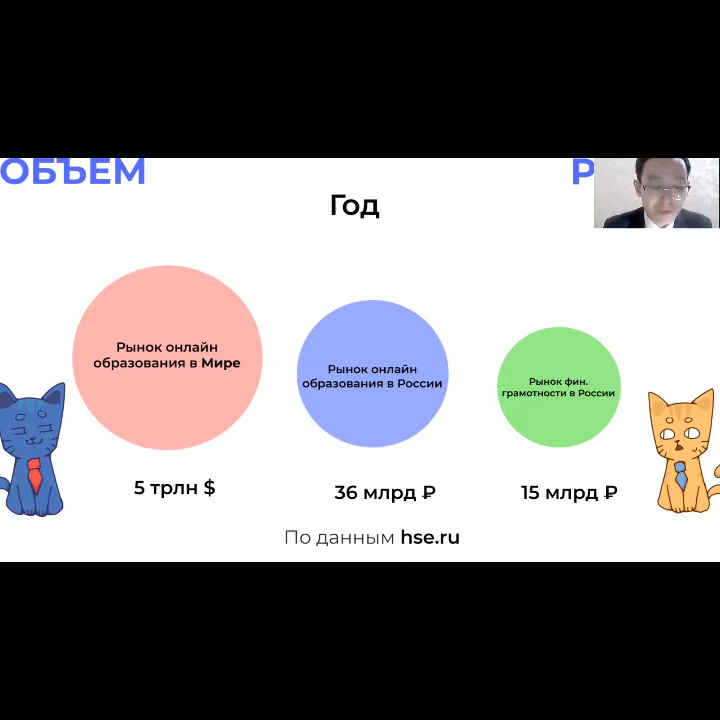 ОБЪЕМ Р
Год
Рынок онлайн
образования в Мире
Рынок онлайн
образования в России
Рынок фин.
грамотности в России
5 трлн $
36 млрд ₽
15 млрд ₽
По данным hse.ru